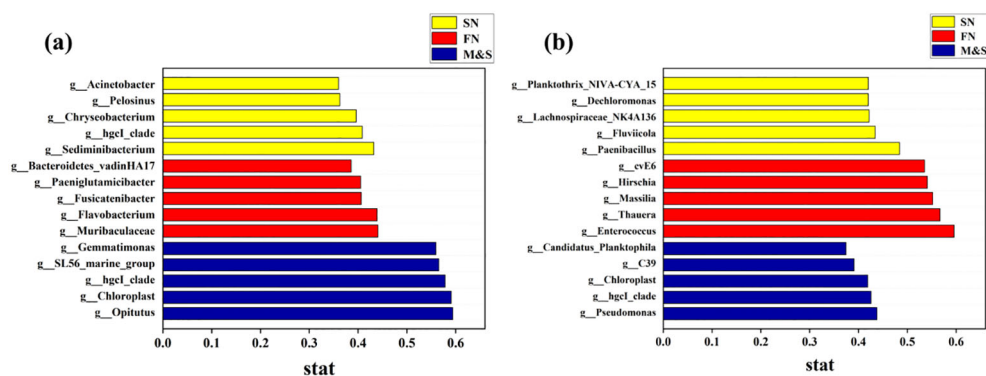 (a)
SN
FN
M&S
g__Acinetobacter
g__Pelosinus
g__Chryseobacterium
g__hgcI_clade
g__Sediminibacterium
g__Bacteroidetes_vadinHA17
g__Paeniglutamicibacter
g__Fusicatenibacter
g__Flavobacterium
g__Muribaculaceae
g__Gemmatimonas
g__SL56_marine_group
g__hgcI_clade
g__Chloroplast
g__Opitutus
0.0 0.1 0.2 0.3 0.4 0.5 0.6
stat
(b)
SN
FN
M&S
g__Planktothrix_NIVA-CYA_15
g__Dechloromonas
g__Lachnospiraceae_NK4A136
g__Fluviicola
g__Paenibacillus
g__cvE6
g__Hirschia
g__Massilia
g__Thauera
g__Enterococcus
g__Candidatus_Planktophila
g__C39
g__Chloroplast
g__hgcI_clade
g__Pseudomonas
0.0 0.1 0.2 0.3 0.4 0.5 0.6
stat